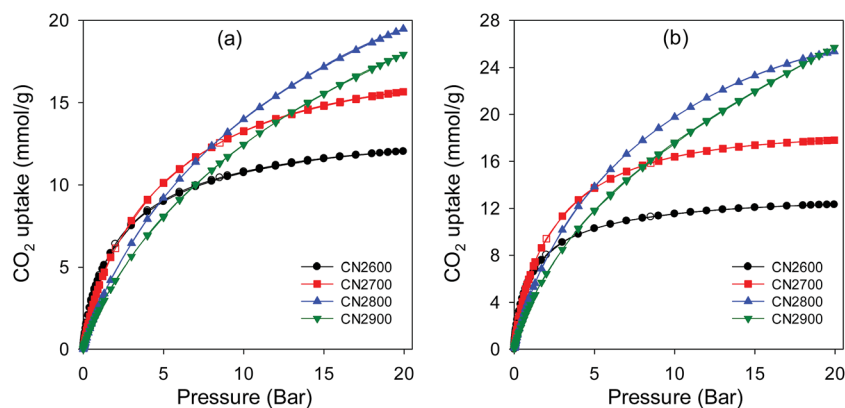 (a)
CO2 uptake (mmol/g)
20
15
10
5
0
CN2600
CN2700
CN2800
CN2900
0 5 10 15 20
Pressure (Bar)
(b)
CO2 uptake (mmol/g)
28
24
20
16
12
8
4
0
CN2600
CN2700
CN2800
CN2900
0 5 10 15 20
Pressure (Bar)